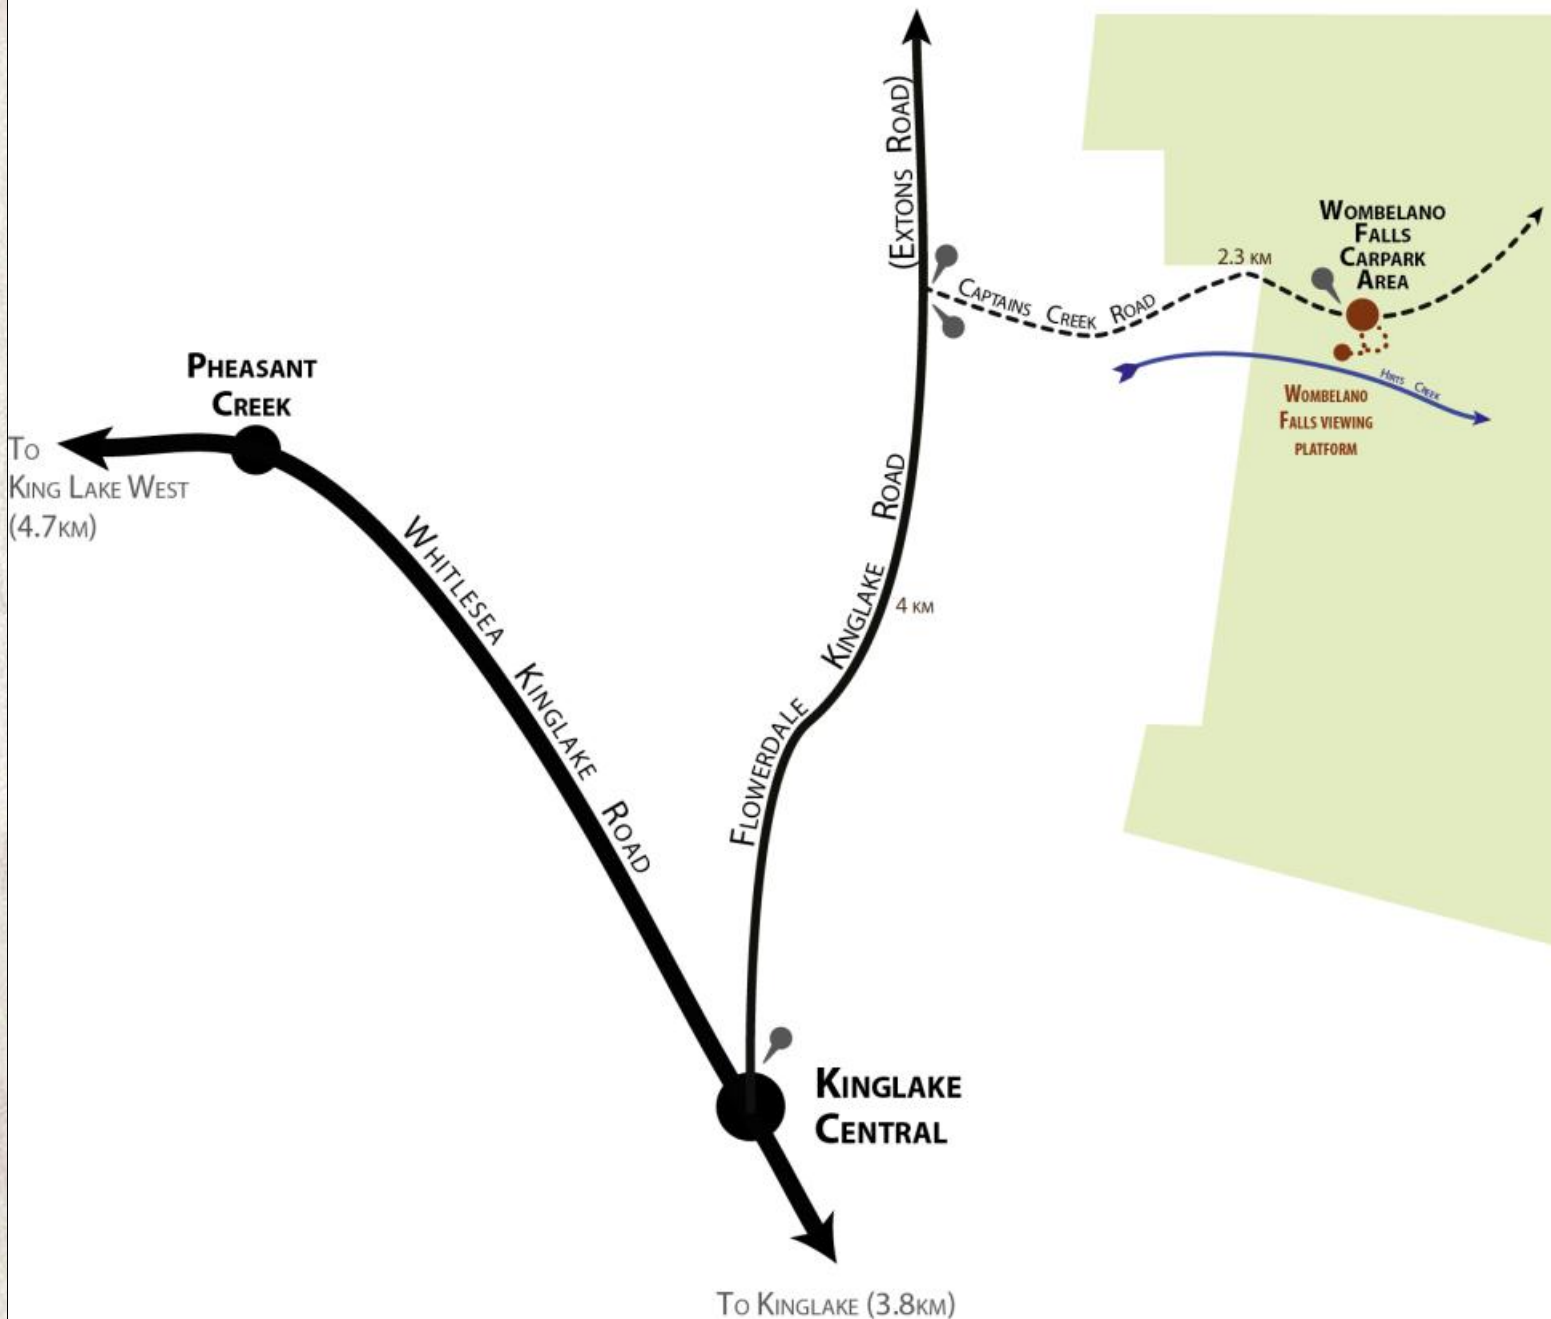 (Extons Road)
Wombelano
Falls
Carpark
Area
2.3 km
Captains Creek Road
Hirts Creek
Wombelano
Falls viewing
platform
Pheasant
Creek
To
King Lake West
(4.7km)
Whitlesea Kinglake Road
Flowerdale Kinglake Road
4 km
Kinglake
Central
To Kinglake (3.8km)